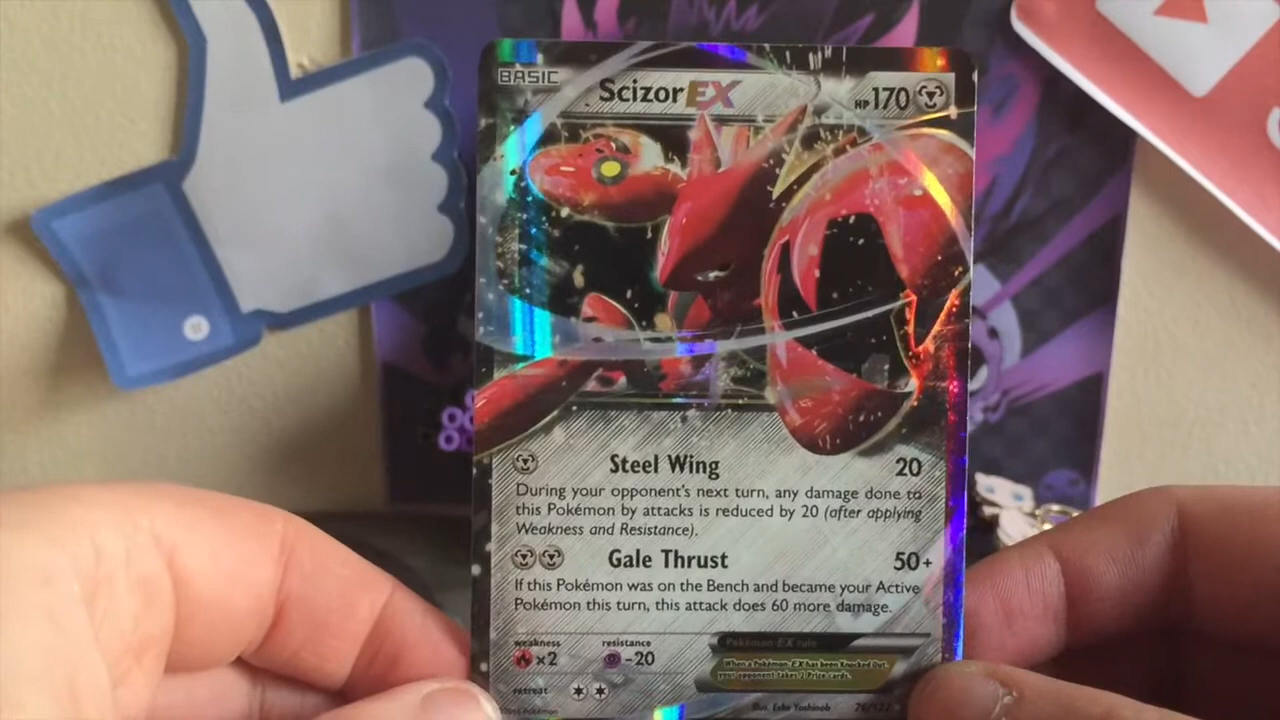 BASIC
Scizor EX
HP170
Steel Wing 20
During your opponent's next turn, any damage done to
this Pokémon by attacks is reduced by 20 (after applying
Weakness and Resistance).
Gale Thrust 50+
If this Pokémon was on the Bench and became your Active
Pokémon this turn, this attack does 60 more damage.
weakness resistance
×2 -20
Pokémon-EX rule
When a Pokémon-EX has been Knocked Out,
your opponent takes 2 Prize cards.
retreat
Illus. Eske Yoshinob 76/122